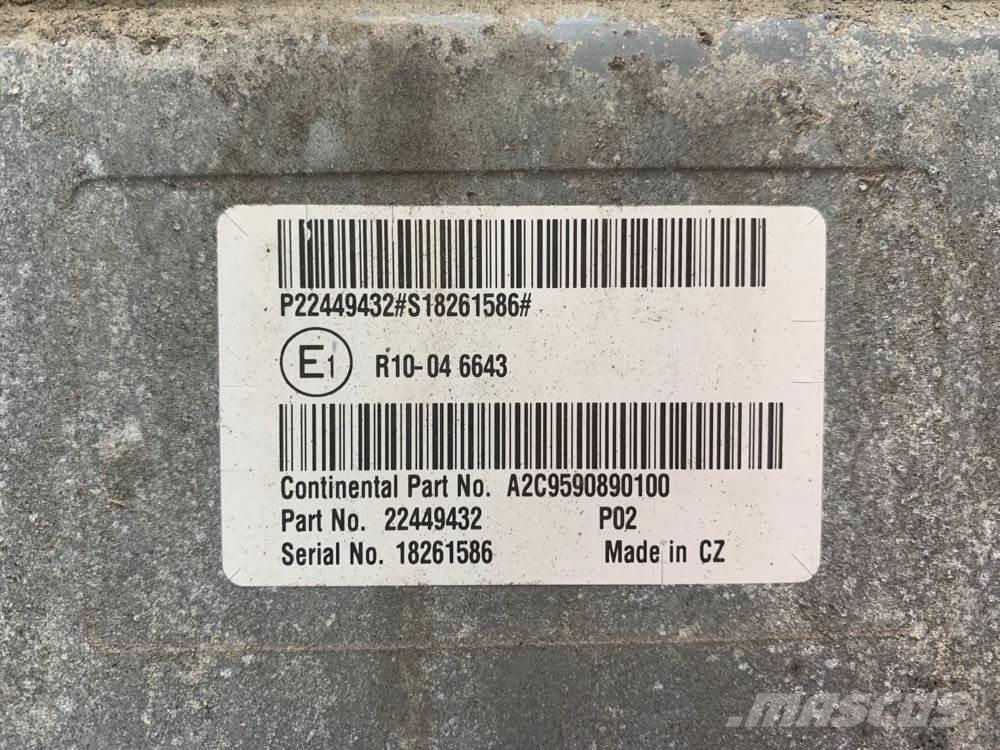 P22449432#S18261586#
E1 R10-04 6643
Continental Part No. A2C9590890100
Part No. 22449432 P02
Serial No. 18261586 Made in CZ
MASCUS